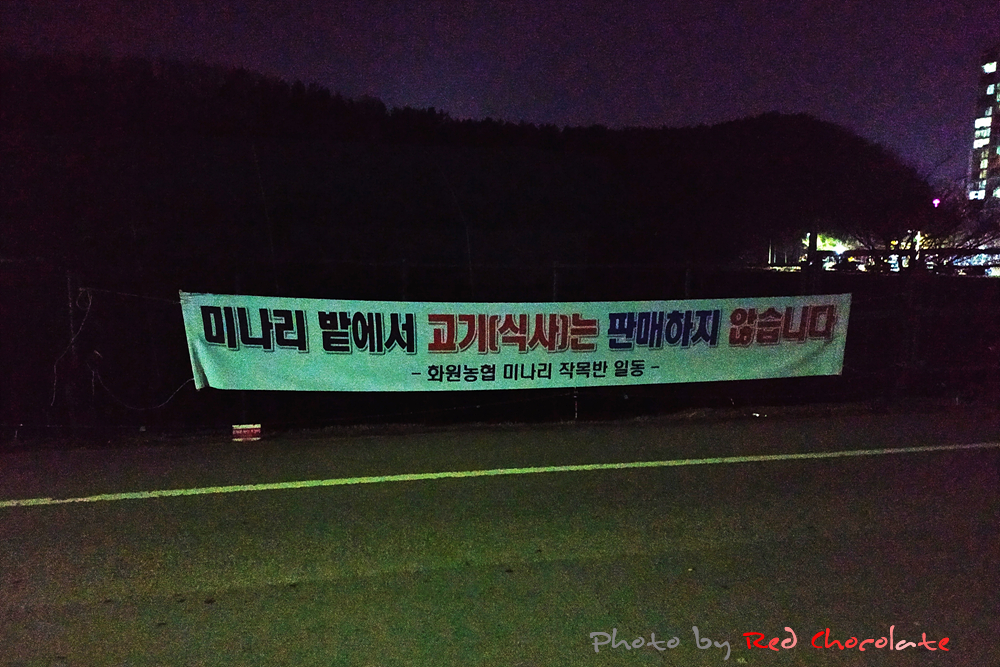 미나리 밭에서 고기(식사)는 판매하지 않습니다
- 화원농협 미나리 작목반 일동 -
Photo by Red Chocolate